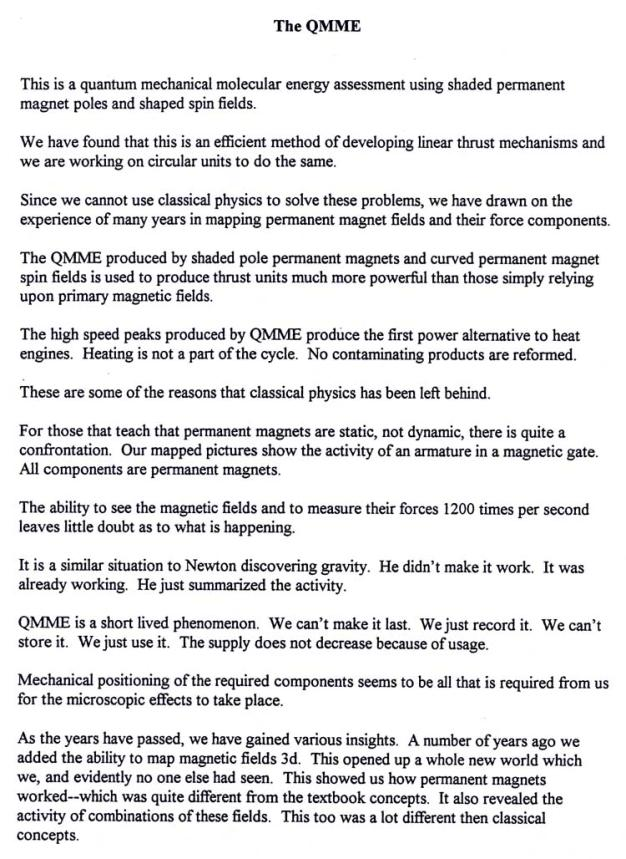 The QMME
This is a quantum mechanical molecular energy assessment using shaded permanent
magnet poles and shaped spin fields.
We have found that this is an efficient method of developing linear thrust mechanisms and
we are working on circular units to do the same.
Since we cannot use classical physics to solve these problems, we have drawn on the
experience of many years in mapping permanent magnet fields and their force components.
The QMME produced by shaded pole permanent magnets and curved permanent magnet
spin fields is used to produce thrust units much more powerful than those simply relying
upon primary magnetic fields.
The high speed peaks produced by QMME produce the first power alternative to heat
engines.  Heating is not a part of the cycle.  No contaminating products are reformed.
These are some of the reasons that classical physics has been left behind.
For those that teach that permanent magnets are static, not dynamic, there is quite a
confrontation.  Our mapped pictures show the activity of an armature in a magnetic gate.
All components are permanent magnets.
The ability to see the magnetic fields and to measure their forces 1200 times per second
leaves little doubt as to what is happening.
It is a similar situation to Newton discovering gravity.  He didn't make it work.  It was
already working.  He just summarized the activity.
QMME is a short lived phenomenon.  We can't make it last.  We just record it.  We can't
store it.  We just use it.  The supply does not decrease because of usage.
Mechanical positioning of the required components seems to be all that is required from us
for the microscopic effects to take place.
As the years have passed, we have gained various insights.  A number of years ago we
added the ability to map magnetic fields 3d.  This opened up a whole new world which
we, and evidently no one else had seen.  This showed us how permanent magnets
worked--which was quite different from the textbook concepts.  It also revealed the
activity of combinations of these fields.  This too was a lot different then classical
concepts.